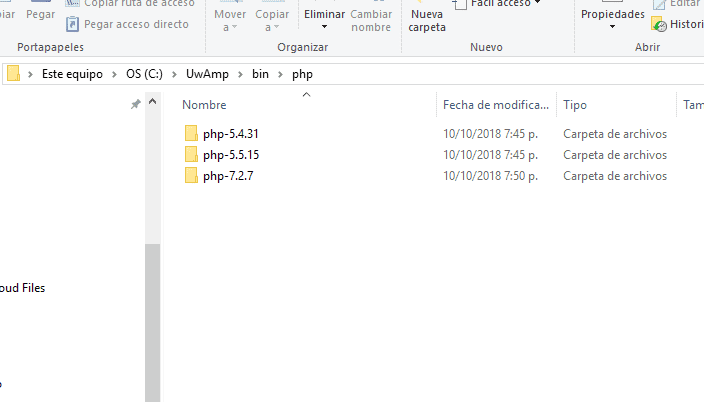 Copiar ruta de acceso
Pegar
Pegar acceso directo
Mover a
Copiar a
Eliminar
Cambiar nombre
Nueva carpeta
Fácil acceso
Propiedades
Editar
Histori
Portapapeles
Organizar
Nuevo
Abrir
Este equipo > OS (C:) > UwAmp > bin > php
Nombre
Fecha de modifica...
Tipo
Tam
php-5.4.31 10/10/2018 7:45 p. Carpeta de archivos
php-5.5.15 10/10/2018 7:45 p. Carpeta de archivos
php-7.2.7 10/10/2018 7:50 p. Carpeta de archivos
oud Files